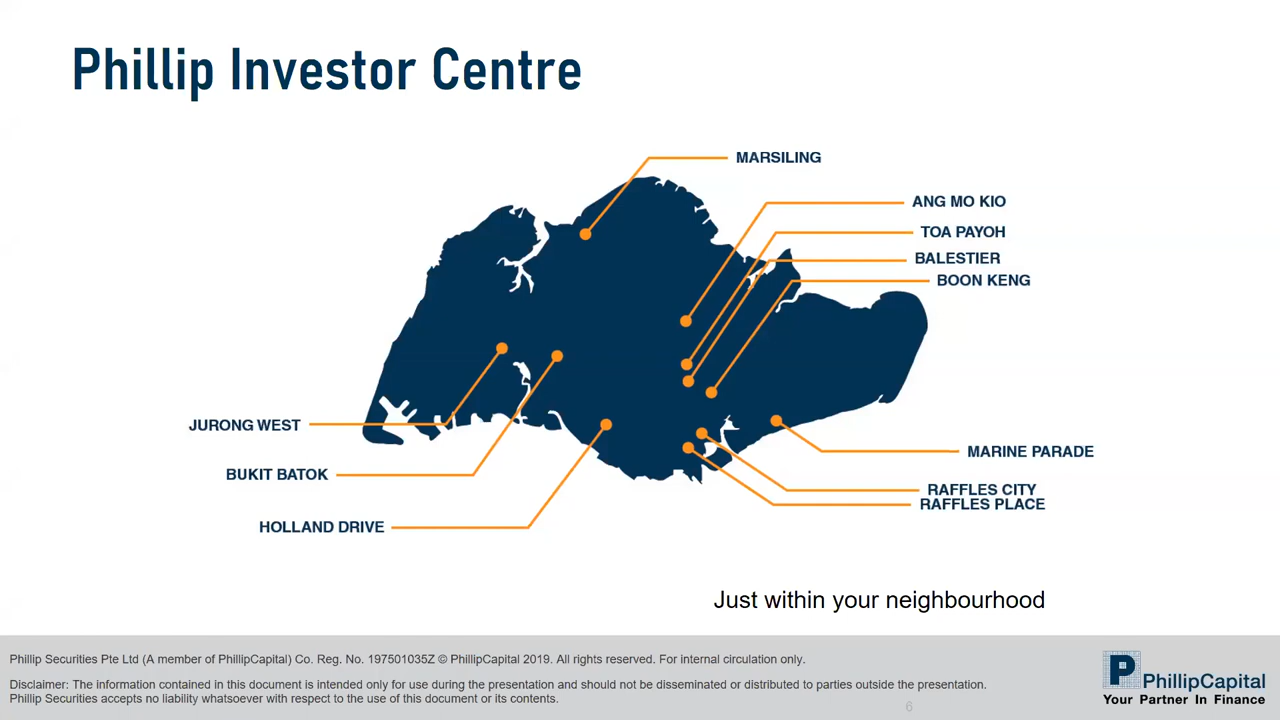 Phillip Investor Centre
MARSILING
ANG MO KIO
TOA PAYOH
BALESTIER
BOON KENG
JURONG WEST
BUKIT BATOK
HOLLAND DRIVE
MARINE PARADE
RAFFLES CITY
RAFFLES PLACE
Just within your neighbourhood
Phillip Securities Pte Ltd (A member of PhillipCapital) Co. Reg. No. 197501035Z © PhillipCapital 2019. All rights reserved. For internal circulation only.
Disclaimer: The information contained in this document is intended only for use during the presentation and should not be disseminated or distributed to parties outside the presentation.
Phillip Securities accepts no liability whatsoever with respect to the use of this document or its contents.
6
P
PhillipCapital
Your Partner In Finance